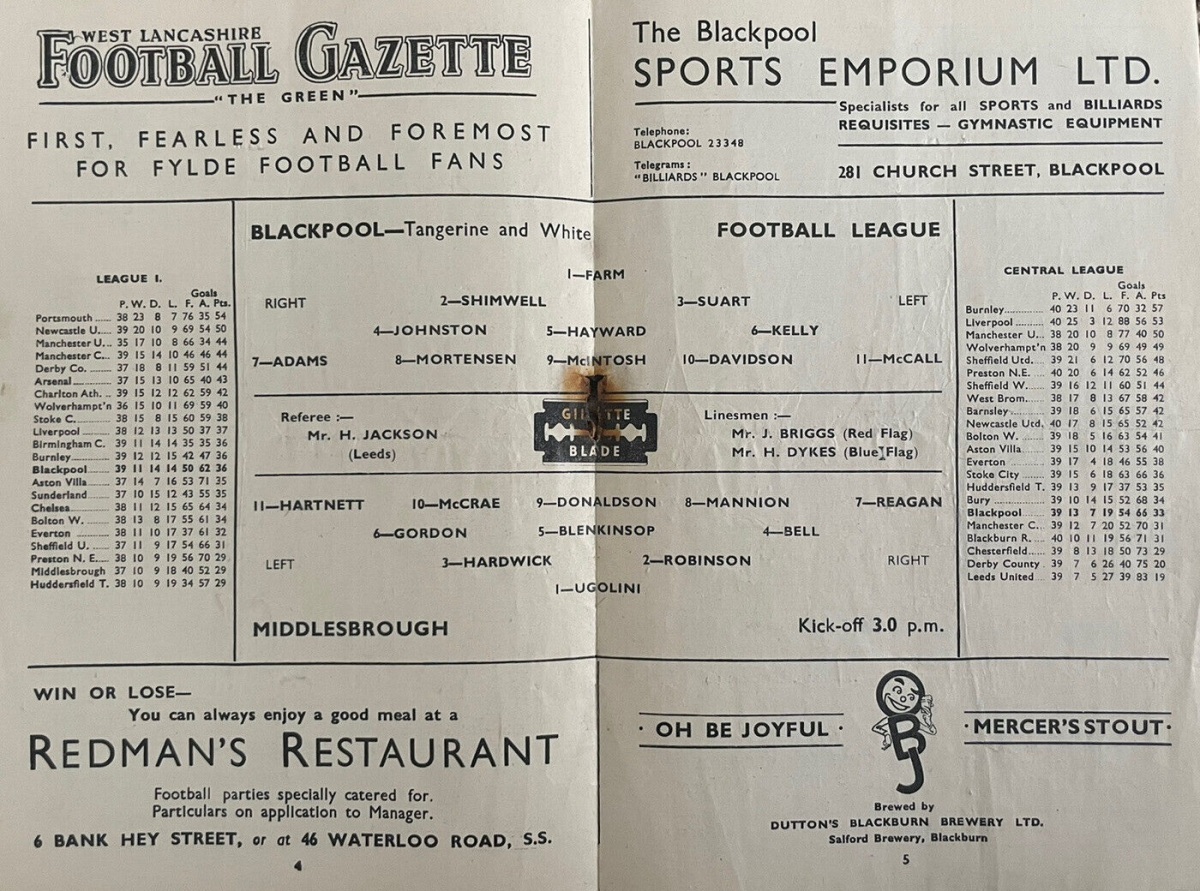 WEST LANCASHIRE
FOOTBALL GAZETTE
"THE GREEN"
FIRST, FEARLESS AND FOREMOST
FOR FYLDE FOOTBALL FANS
The Blackpool
SPORTS EMPORIUM LTD.
Specialists for all SPORTS and BILLIARDS
REQUISITES — GYMNASTIC EQUIPMENT
Telephone:
BLACKPOOL 23348
Telegrams :
"BILLIARDS" BLACKPOOL
281 CHURCH STREET, BLACKPOOL
LEAGUE I.
Goals
P. W. D. L. F. A. Pts.
Portsmouth ...... 38 23 8 7 76 35 54
Newcastle U..... 39 20 10 9 69 54 50
Manchester U... 35 17 10 8 66 34 44
Manchester C... 39 15 14 10 46 46 44
Derby Co. ....... 37 18 8 11 59 51 44
Arsenal ........... 37 15 13 10 65 40 43
Charlton Ath. .. 39 15 12 12 62 59 42
Wolverhampt'n 36 15 10 11 69 59 40
Stoke C. .......... 38 15 8 15 60 59 38
Liverpool ........ 38 12 13 13 50 37 37
Birmingham C. 39 11 14 14 35 35 36
Burnley ........... 39 12 12 15 42 47 36
Blackpool ........ 39 11 14 14 50 62 36
Aston Villa ...... 37 14 7 16 53 71 35
Sunderland ..... 37 10 15 12 43 55 35
Chelsea ........... 38 11 12 15 65 64 34
Bolton W. ....... 38 13 8 17 55 61 34
Everton .......... 38 11 10 17 37 61 32
Sheffield U. ..... 37 11 9 17 54 66 31
Preston N. E.... 38 10 9 19 56 70 29
Middlesbrough 37 10 9 18 40 52 29
Huddersfield T. 38 10 9 19 34 57 29
BLACKPOOL—Tangerine and White
FOOTBALL LEAGUE
1—FARM
RIGHT 2—SHIMWELL 3—SUART LEFT
4—JOHNSTON 5—HAYWARD 6—KELLY
7—ADAMS 8—MORTENSEN 9—McINTOSH 10—DAVIDSON 11—McCALL
Referee :—
Mr. H. JACKSON
(Leeds)
GILLETTE
BLADE
Linesmen :—
Mr. J. BRIGGS (Red Flag)
Mr. H. DYKES (Blue Flag)
11—HARTNETT 10—McCRAE 9—DONALDSON 8—MANNION 7—REAGAN
6—GORDON 5—BLENKINSOP 4—BELL
LEFT 3—HARDWICK 2—ROBINSON RIGHT
1—UGOLINI
MIDDLESBROUGH
Kick-off 3.0 p.m.
CENTRAL LEAGUE
Goals
P. W. D. L. F. A. Pts
Burnley ............ 40 23 11 6 70 32 57
Liverpool .......... 40 25 3 12 88 56 53
Manchester U... 38 20 10 8 77 40 50
Wolverhampt'n 38 20 9 9 69 49 49
Sheffield Utd. ... 39 21 6 12 70 56 48
Preston N.E. .... 40 20 6 14 62 52 46
Sheffield W. ..... 39 16 12 11 60 51 44
West Brom. ..... 38 17 8 13 67 58 42
Barnsley ........... 39 18 6 15 65 57 42
Newcastle Utd. 40 17 8 15 65 52 42
Bolton W. ........ 39 18 5 16 63 54 41
Aston Villa ....... 39 15 10 14 54 53 40
Everton ........... 39 17 4 18 46 55 38
Stoke City ....... 39 15 6 18 63 66 36
Huddersfield T. 39 13 9 17 37 53 35
Bury ............... 39 10 14 15 52 68 34
Blackpool ......... 39 13 7 19 54 66 33
Manchester C... 39 12 7 20 52 70 31
Blackburn R. ... 40 10 11 19 56 71 31
Chesterfield ..... 39 8 13 18 50 73 29
Derby County . 39 7 6 26 40 75 20
Leeds United ... 39 7 5 27 39 83 19
WIN OR LOSE—
You can always enjoy a good meal at a
REDMAN'S RESTAURANT
Football parties specially catered for.
Particulars on application to Manager.
6 BANK HEY STREET, or at 46 WATERLOO ROAD, S.S.
4
· OH BE JOYFUL ·
OBJ
· MERCER'S STOUT ·
Brewed by
DUTTON'S BLACKBURN BREWERY LTD.
Salford Brewery, Blackburn
5